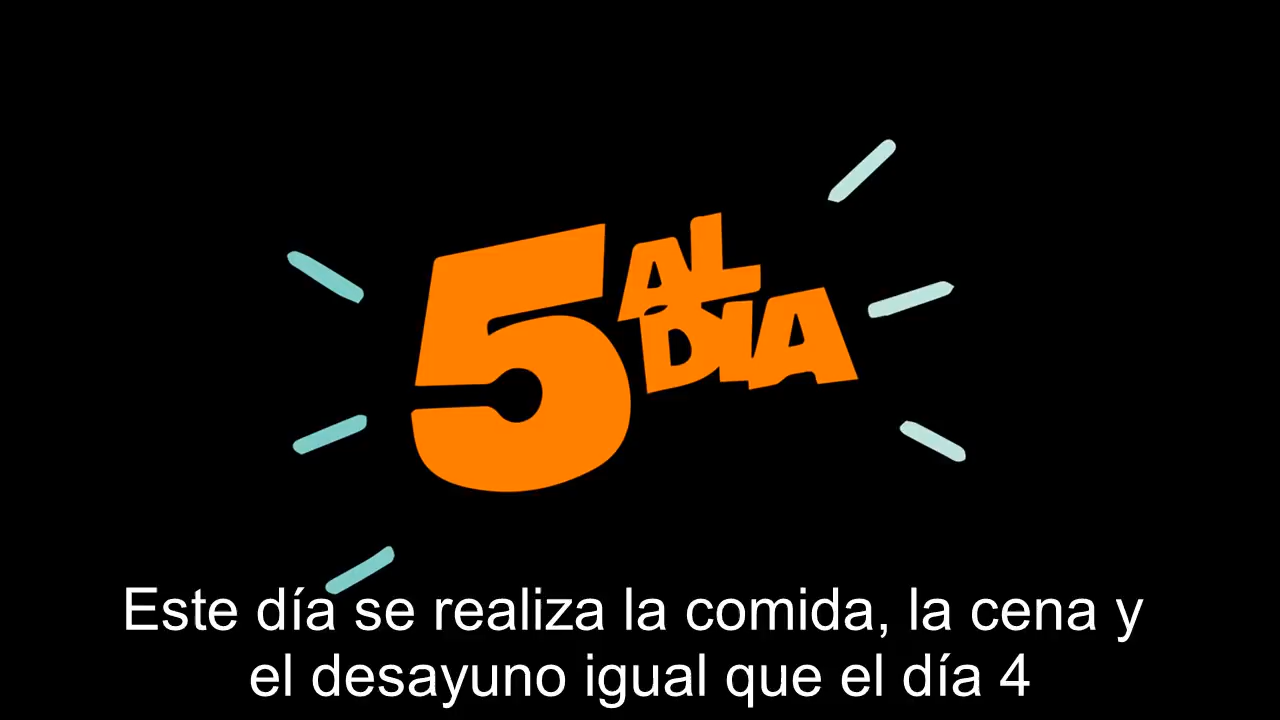 5 AL
DIA
Este día se realiza la comida, la cena y
el desayuno igual que el día 4